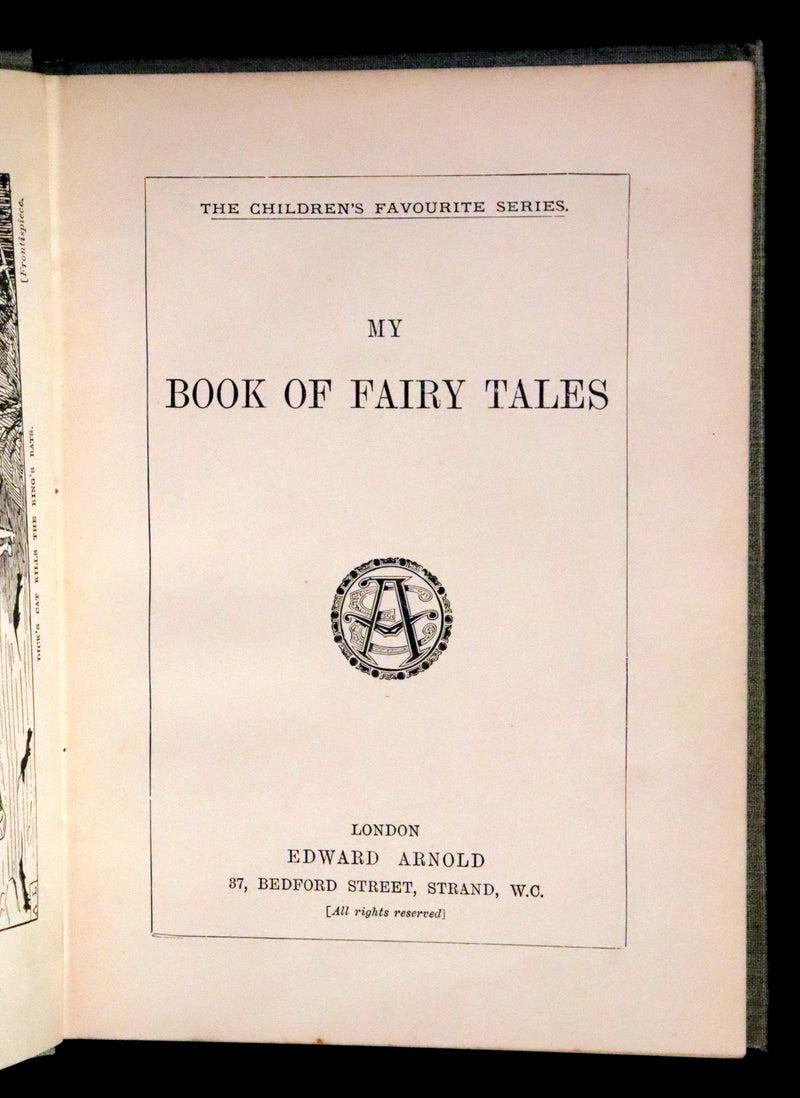 [Frontispiece.
DICK'S CAT KILLS THE KING'S RATS.
THE CHILDREN'S FAVOURITE SERIES.
MY
BOOK OF FAIRY TALES
A
LONDON
EDWARD ARNOLD
37, BEDFORD STREET, STRAND, W.C.
[All rights reserved]